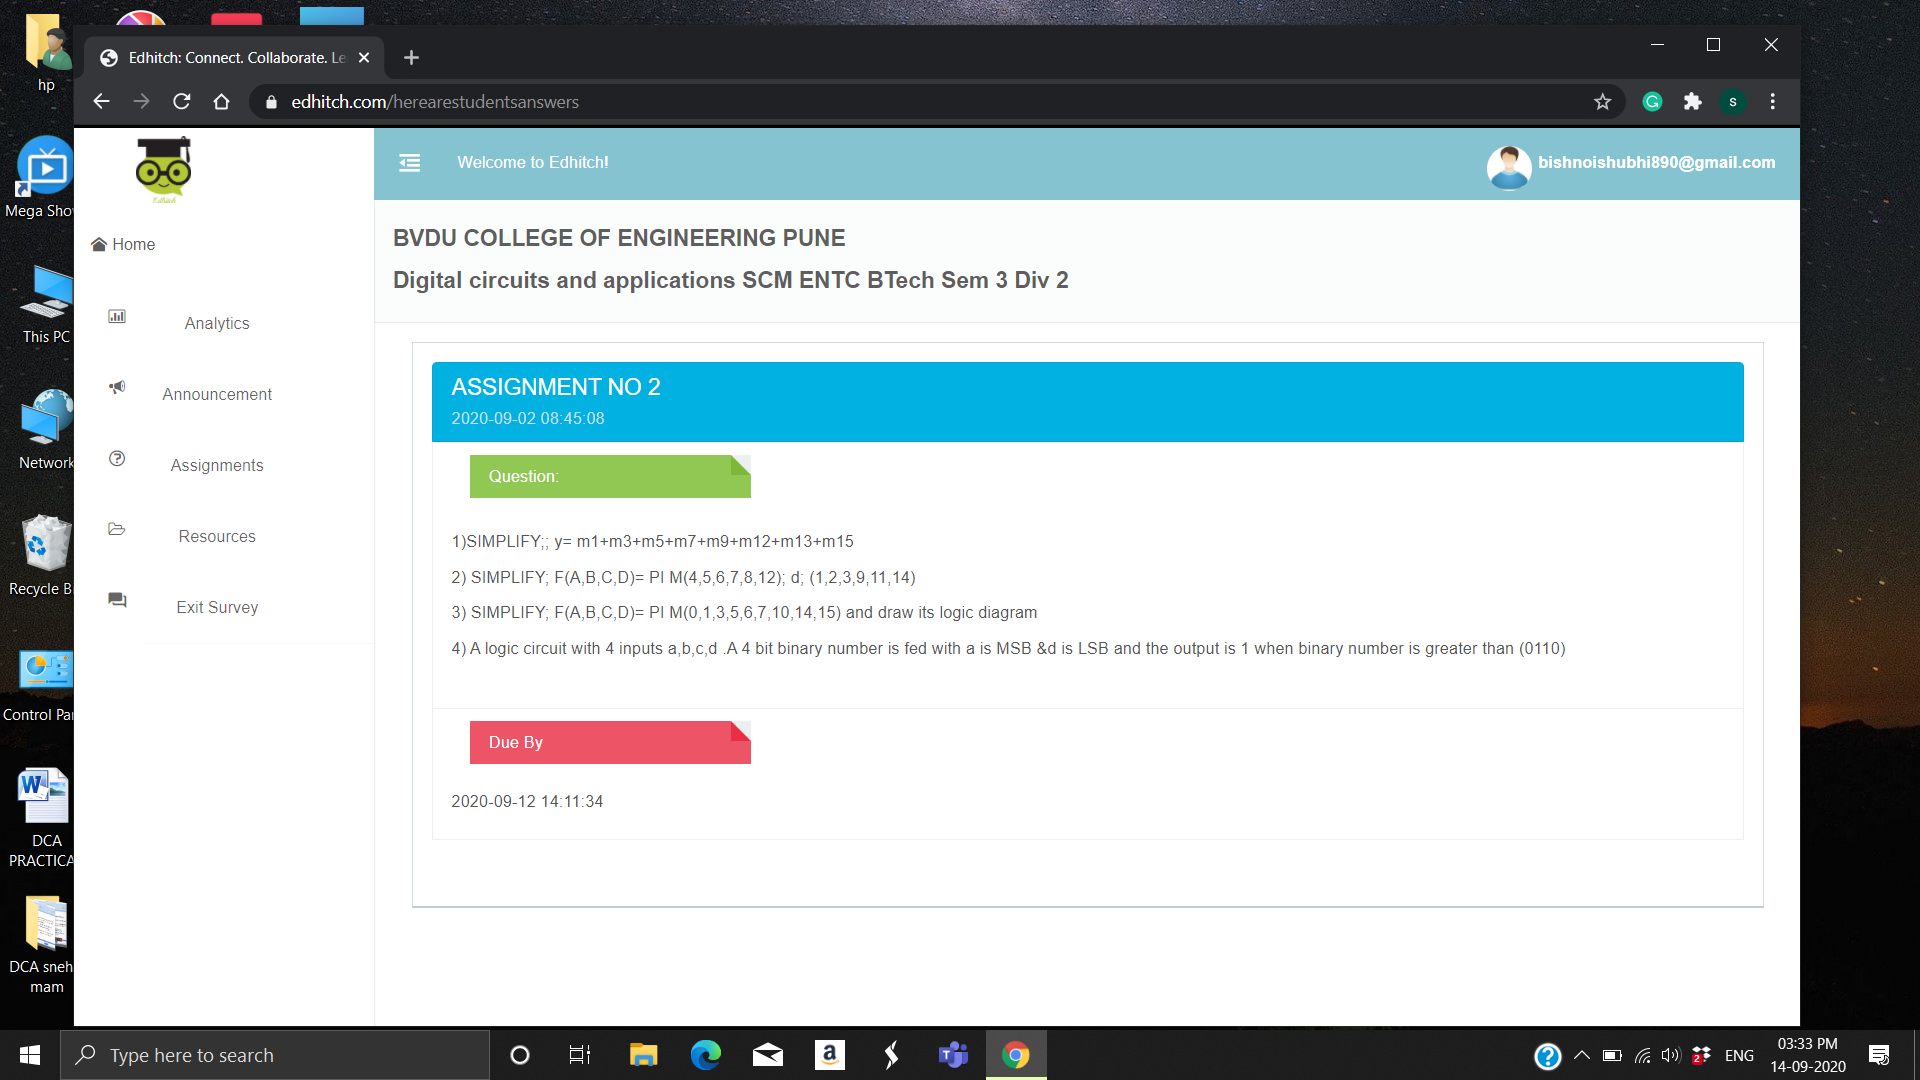 hp
Mega Sho
This PC
Network
Recycle B
Control Pa
DCA
PRACTICA
DCA sneh
mam
Edhitch: Connect. Collaborate. Le
edhitch.com/herearestudentsanswers
s
Edhitch
Home
Analytics
Announcement
Assignments
Resources
Exit Survey
Welcome to Edhitch!
bishnoishubhi890@gmail.com
BVDU COLLEGE OF ENGINEERING PUNE
Digital circuits and applications SCM ENTC BTech Sem 3 Div 2
ASSIGNMENT NO 2
2020-09-02 08:45:08
Question:
1)SIMPLIFY;; y= m1+m3+m5+m7+m9+m12+m13+m15
2) SIMPLIFY; F(A,B,C,D)= PI M(4,5,6,7,8,12); d; (1,2,3,9,11,14)
3) SIMPLIFY; F(A,B,C,D)= PI M(0,1,3,5,6,7,10,14,15) and draw its logic diagram
4) A logic circuit with 4 inputs a,b,c,d .A 4 bit binary number is fed with a is MSB &d is LSB and the output is 1 when binary number is greater than (0110)
Due By
2020-09-12 14:11:34
Type here to search
2
ENG
03:33 PM
14-09-2020